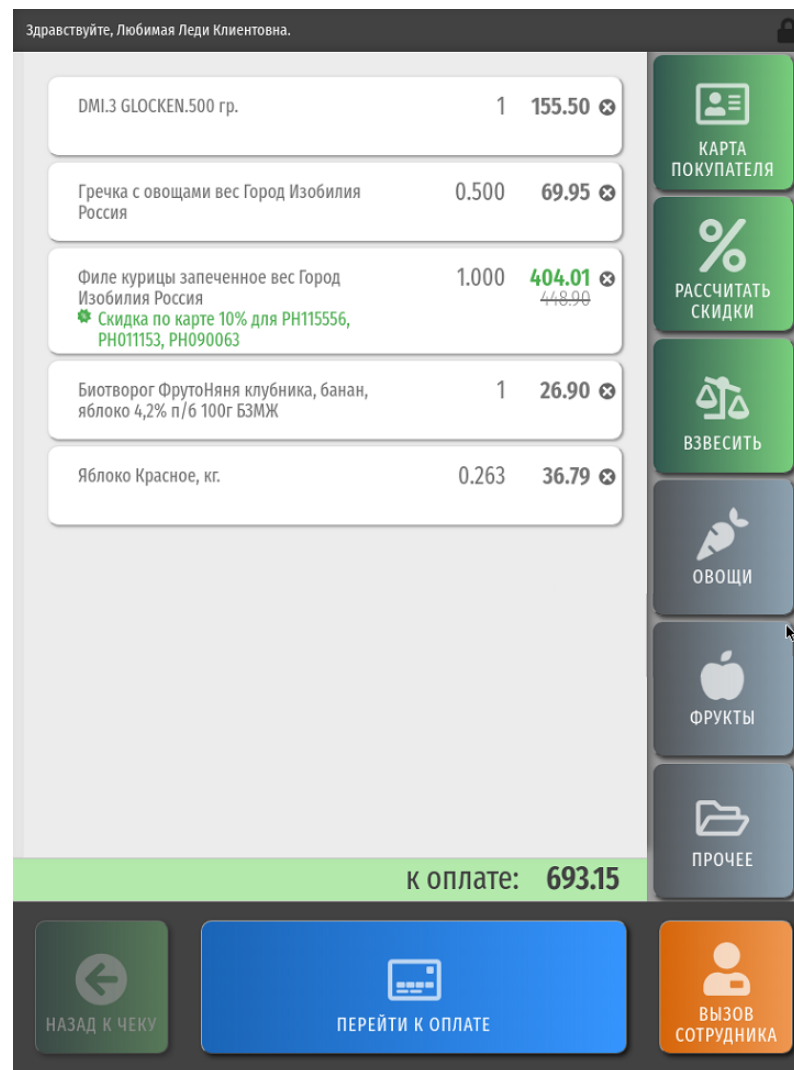 Здравствуйте, Любимая Леди Клиентовна.
DMI.3 GLOCKEN.500 гр. 1 155.50
Гречка с овощами вес Город Изобилия 0.500 69.95
Россия
Филе курицы запеченное вес Город 1.000 404.01
Изобилия Россия 448.90
Скидка по карте 10% для PH115556,
PH011153, PH090063
Биотворог ФрутоНяня клубника, банан, 1 26.90
яблоко 4,2% п/б 100г БЗМЖ
Яблоко Красное, кг. 0.263 36.79
к оплате: 693.15
КАРТА
ПОКУПАТЕЛЯ
РАССЧИТАТЬ
СКИДКИ
ВЗВЕСИТЬ
ОВОЩИ
ФРУКТЫ
ПРОЧЕЕ
НАЗАД К ЧЕКУ
ПЕРЕЙТИ К ОПЛАТЕ
ВЫЗОВ
СОТРУДНИКА